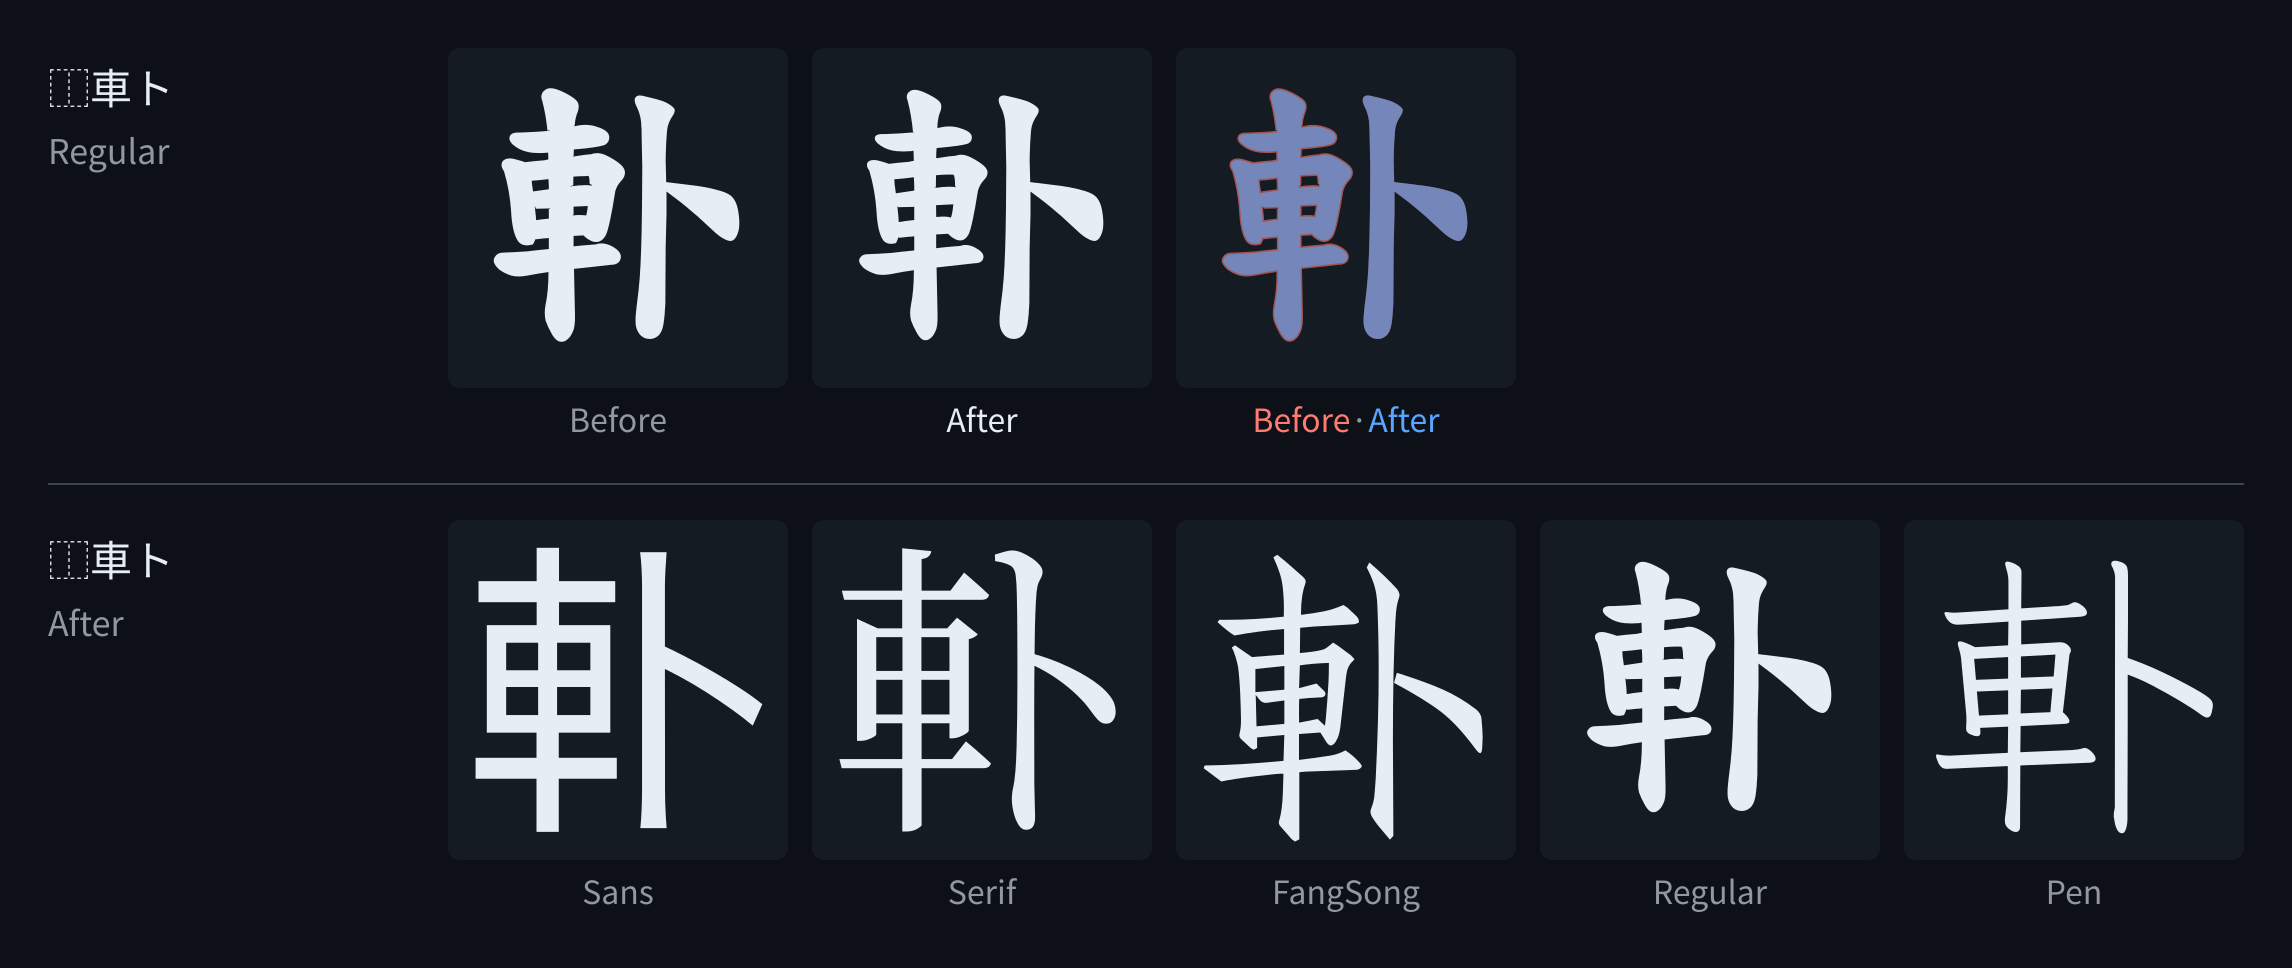 ⿰車卜
Regular
Before
After
Before·After
⿰車卜
After
Sans
Serif
FangSong
Regular
Pen